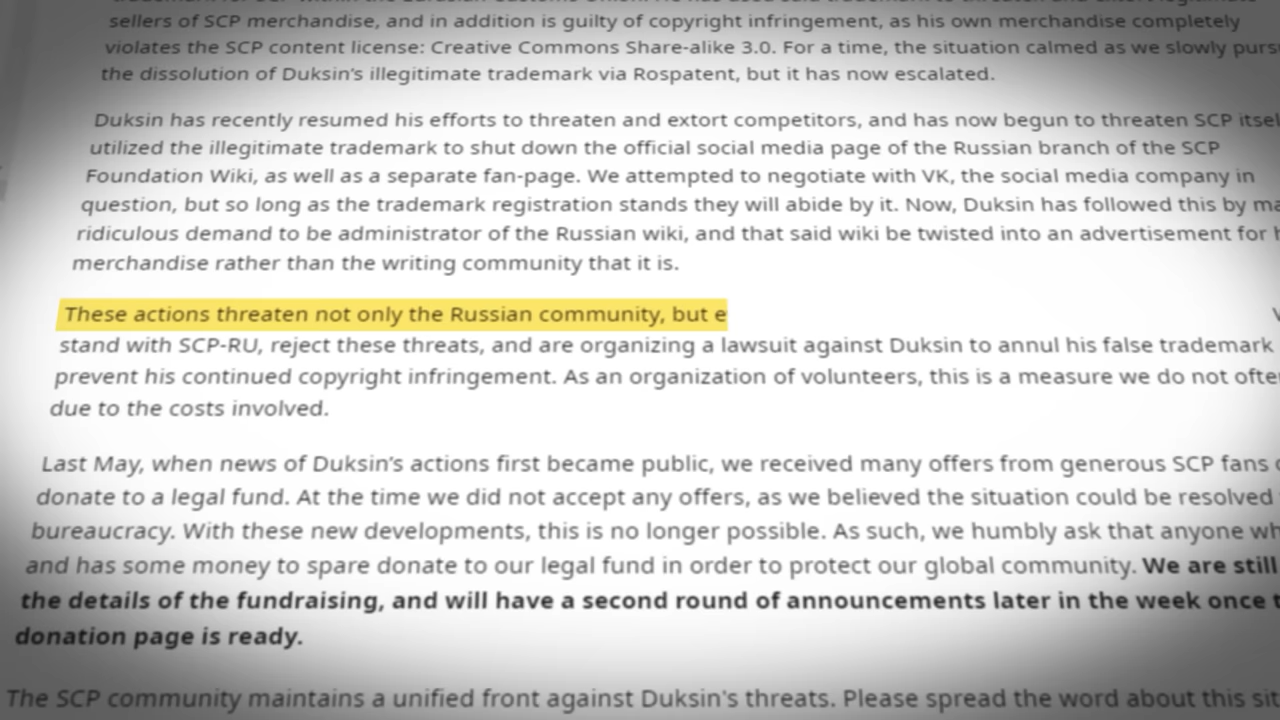 sellers of SCP merchandise, and in addition is guilty of copyright infringement, as his own merchandise completely
violates the SCP content license: Creative Commons Share-alike 3.0. For a time, the situation calmed as we slowly purs
the dissolution of Duksin's illegitimate trademark via Rospatent, but it has now escalated.
Duksin has recently resumed his efforts to threaten and extort competitors, and has now begun to threaten SCP itsel
utilized the illegitimate trademark to shut down the official social media page of the Russian branch of the SCP
Foundation Wiki, as well as a separate fan-page. We attempted to negotiate with VK, the social media company in
question, but so long as the trademark registration stands they will abide by it. Now, Duksin has followed this by ma
ridiculous demand to be administrator of the Russian wiki, and that said wiki be twisted into an advertisement for h
merchandise rather than the writing community that it is.
These actions threaten not only the Russian community, but e
stand with SCP-RU, reject these threats, and are organizing a lawsuit against Duksin to annul his false trademark
prevent his continued copyright infringement. As an organization of volunteers, this is a measure we do not ofte
due to the costs involved.
Last May, when news of Duksin's actions first became public, we received many offers from generous SCP fans
donate to a legal fund. At the time we did not accept any offers, as we believed the situation could be resolved
bureaucracy. With these new developments, this is no longer possible. As such, we humbly ask that anyone wh
and has some money to spare donate to our legal fund in order to protect our global community. We are still
the details of the fundraising, and will have a second round of announcements later in the week once t
donation page is ready.
The SCP community maintains a unified front against Duksin's threats. Please spread the word about this sit